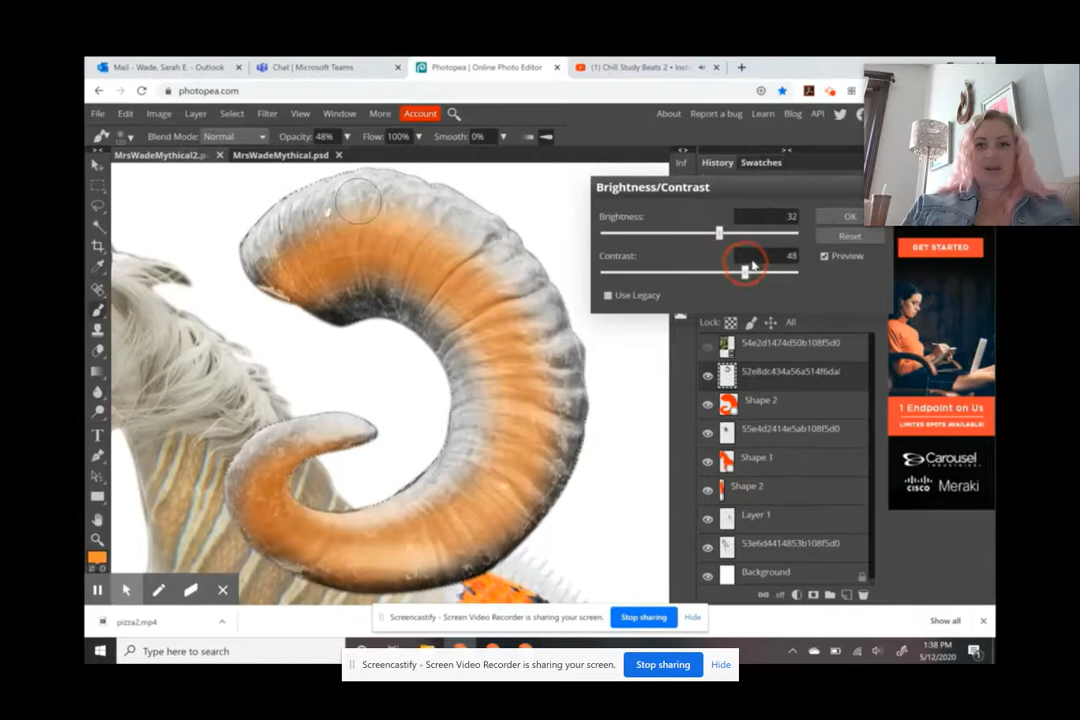 Mail - Wade, Sarah E. - Outlook
Chat | Microsoft Teams
Photopea | Online Photo Editor
(1) Chill Study Beats 2 • Inst
photopea.com
File Edit Image Layer Select Filter View Window More Account
About Report a bug Learn Blog API
Blend Mode: Normal Opacity: 48% Flow: 100% Smooth: 0%
MrsWadeMythical2.p
MrsWadeMythical.psd
Inf History Swatches
Brightness/Contrast
Brightness: 32 OK
Reset
Contrast: 48 Preview
Use Legacy
Lock: All
54e2d1474d50b108f5d0
52e8dc434a56a514f6dal
Shape 2
55e4d2414e5ab108f5d0
Shape 1
Shape 2
Layer 1
53e6d4414853b108f5d0
Background
off
GET STARTED
1 Endpoint on Us
LIMITED SPOTS AVAILABLE
Carousel
INDUSTRIES
CISCO Meraki
T
D
pizza2.mp4
Screencastify - Screen Video Recorder is sharing your screen. Stop sharing Hide
Show all
Type here to search
1:38 PM
5/12/2020
Screencastify - Screen Video Recorder is sharing your screen. Stop sharing Hide